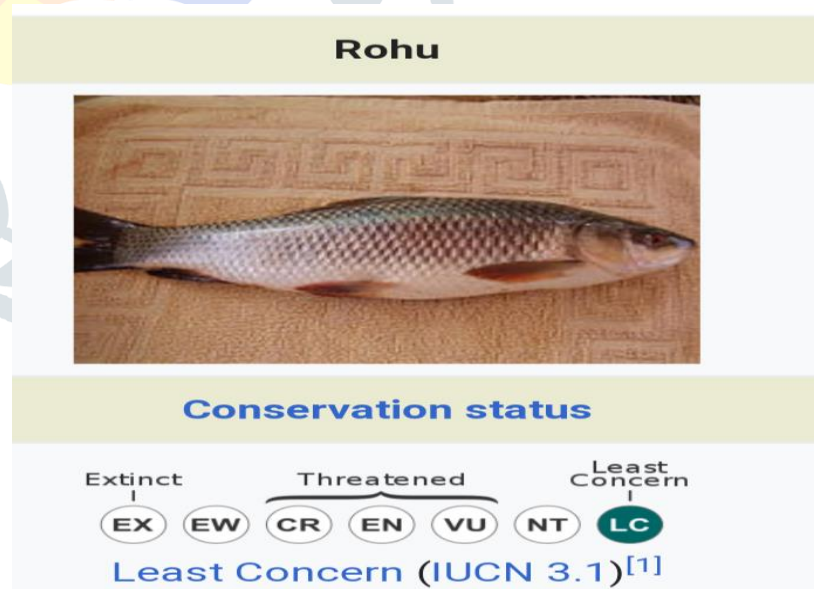 Rohu
Conservation status
Extinct Threatened Least Concern
EX EW CR EN VU NT LC
Least Concern (IUCN 3.1)[1]